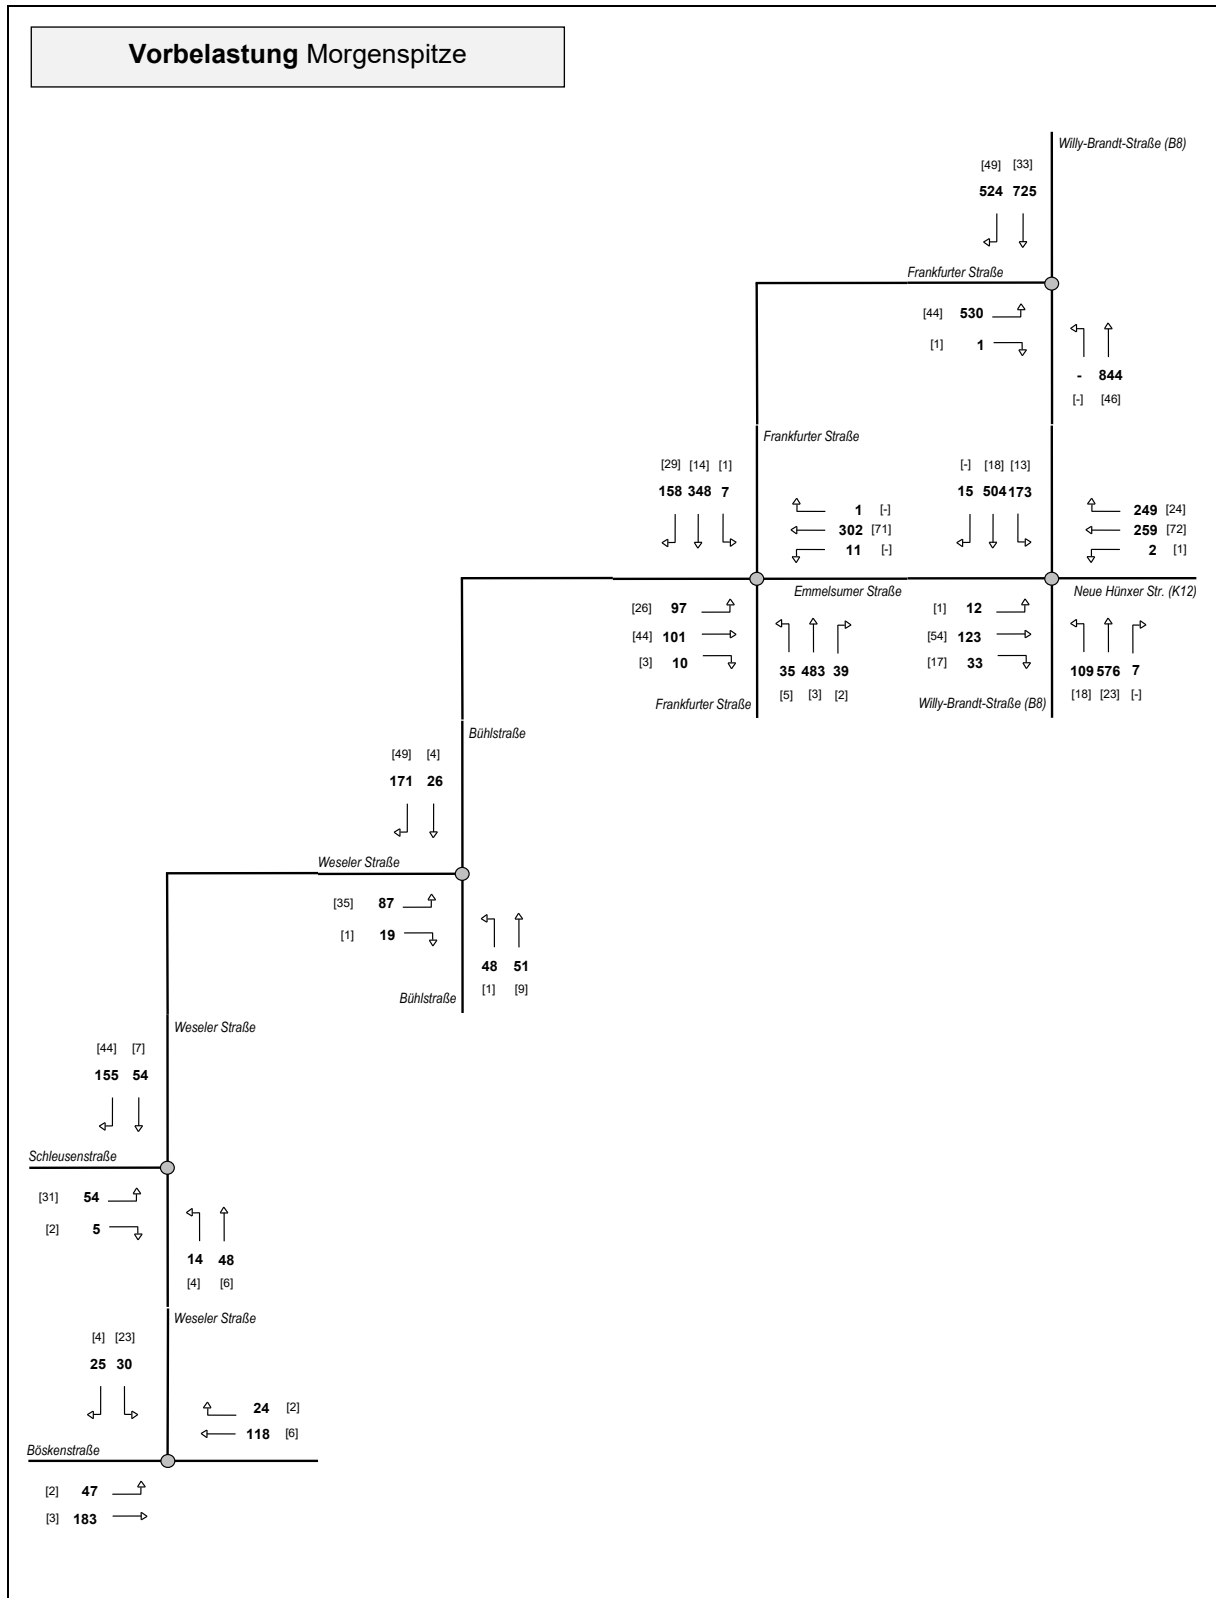 Vorbelastung Morgenspitze
Willy-Brandt-Straße (B8)
[49] [33]
524 725
Frankfurter Straße
[44] 530
[1] 1
- 844
[-] [46]
Frankfurter Straße
[29] [14] [1]
158 348 7
1 [-]
302 [71]
11 [-]
[-] [18] [13]
15 504 173
249 [24]
259 [72]
2 [1]
Emmelsumer Straße
Neue Hünxer Str. (K12)
[26] 97
[44] 101
[3] 10
35 483 39
[5] [3] [2]
[1] 12
[54] 123
[17] 33
109 576 7
[18] [23] [-]
Frankfurter Straße
Willy-Brandt-Straße (B8)
Bühlstraße
[49] [4]
171 26
Weseler Straße
[35] 87
[1] 19
48 51
[1] [9]
Bühlstraße
Weseler Straße
[44] [7]
155 54
Schleusenstraße
[31] 54
[2] 5
14 48
[4] [6]
Weseler Straße
[4] [23]
25 30
24 [2]
118 [6]
Böskenstraße
[2] 47
[3] 183